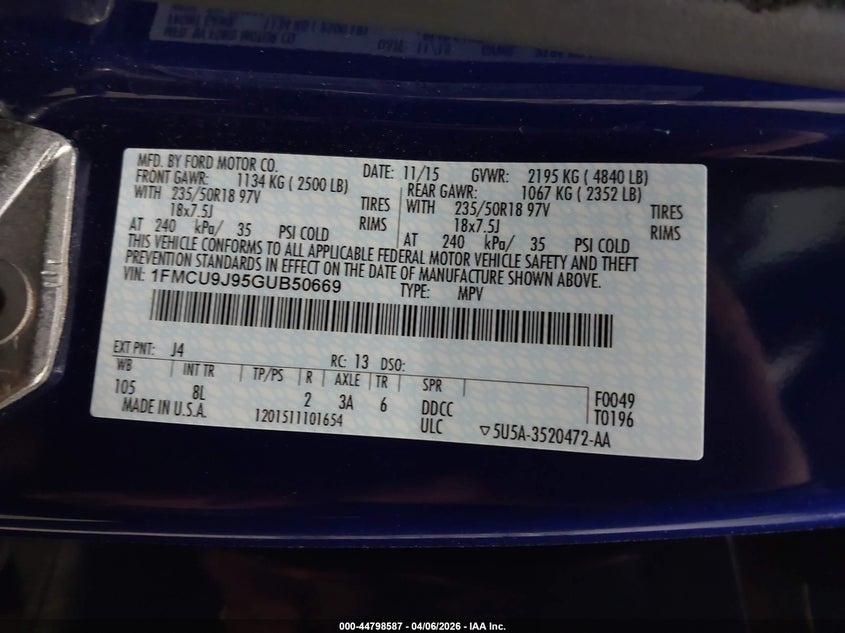 MFD. BY FORD MOTOR CO. DATE: 11/15 GVWR: 2195 KG ( 4840 LB)
FRONT GAWR: 1134 KG ( 2500 LB) REAR GAWR: 1067 KG ( 2352 LB)
WITH 235/50R18 97V TIRES WITH 235/50R18 97V TIRES
18x7.5J RIMS 18x7.5J RIMS
AT 240 kPa/ 35 PSI COLD AT 240 kPa/ 35 PSI COLD
THIS VEHICLE CONFORMS TO ALL APPLICABLE FEDERAL MOTOR VEHICLE SAFETY AND THEFT
PREVENTION STANDARDS IN EFFECT ON THE DATE OF MANUFACTURE SHOWN ABOVE.
VIN: 1FMCU9J95GUB50669 TYPE: MPV
EXT PNT: J4 RC: 13 DSO:
WB INT TR TP/PS R AXLE TR SPR
105 8L 2 3A 6 DDCC F0049
MADE IN U.S.A. 1201511101654 ULC T0196
▽5U5A-3520472-AA
000-44798587 - 04/06/2026 - IAA Inc.